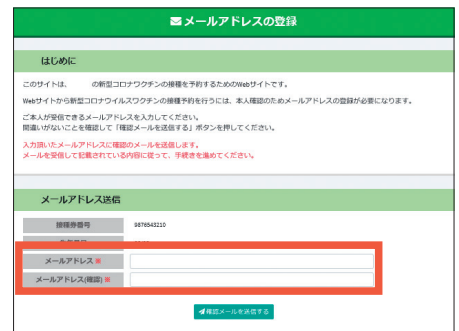 メールアドレスの登録
はじめに
このサイトは、 の新型コロナワクチンの接種を予約するためのWebサイトです。
Webサイトから新型コロナウイルスワクチンの接種予約を行うには、本人確認のためメールアドレスの登録が必要になります。
ご本人が受信できるメールアドレスを入力してください。
間違いがないことを確認して「確認メールを送信する」ボタンを押してください。
入力頂いたメールアドレスに確認のメールを送信します。
メールを受信して記載されている内容に従って、手続きを進めてください。
メールアドレス送信
接種券番号 9876543210
メールアドレス ※
メールアドレス(確認) ※
確認メールを送信する